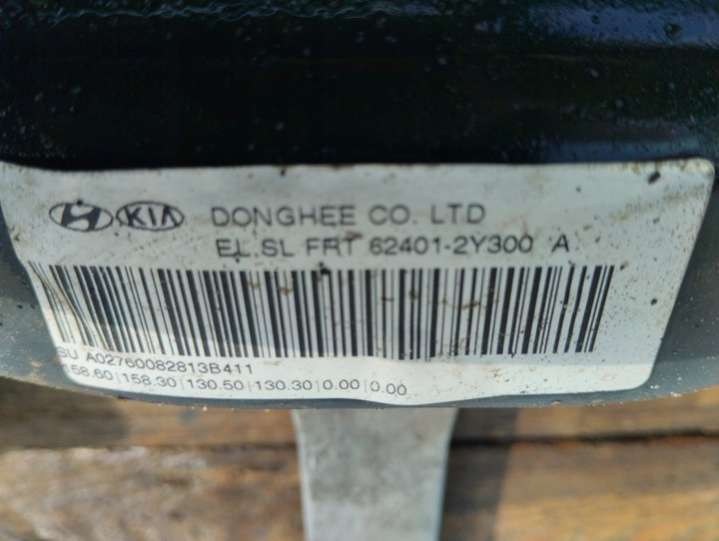 KIA DONGHEE CO. LTD
EL.SL FRT 62401-2Y300 A
SU A02760082813B411
158.60|158.30|130.50|130.30|0.00|0.00